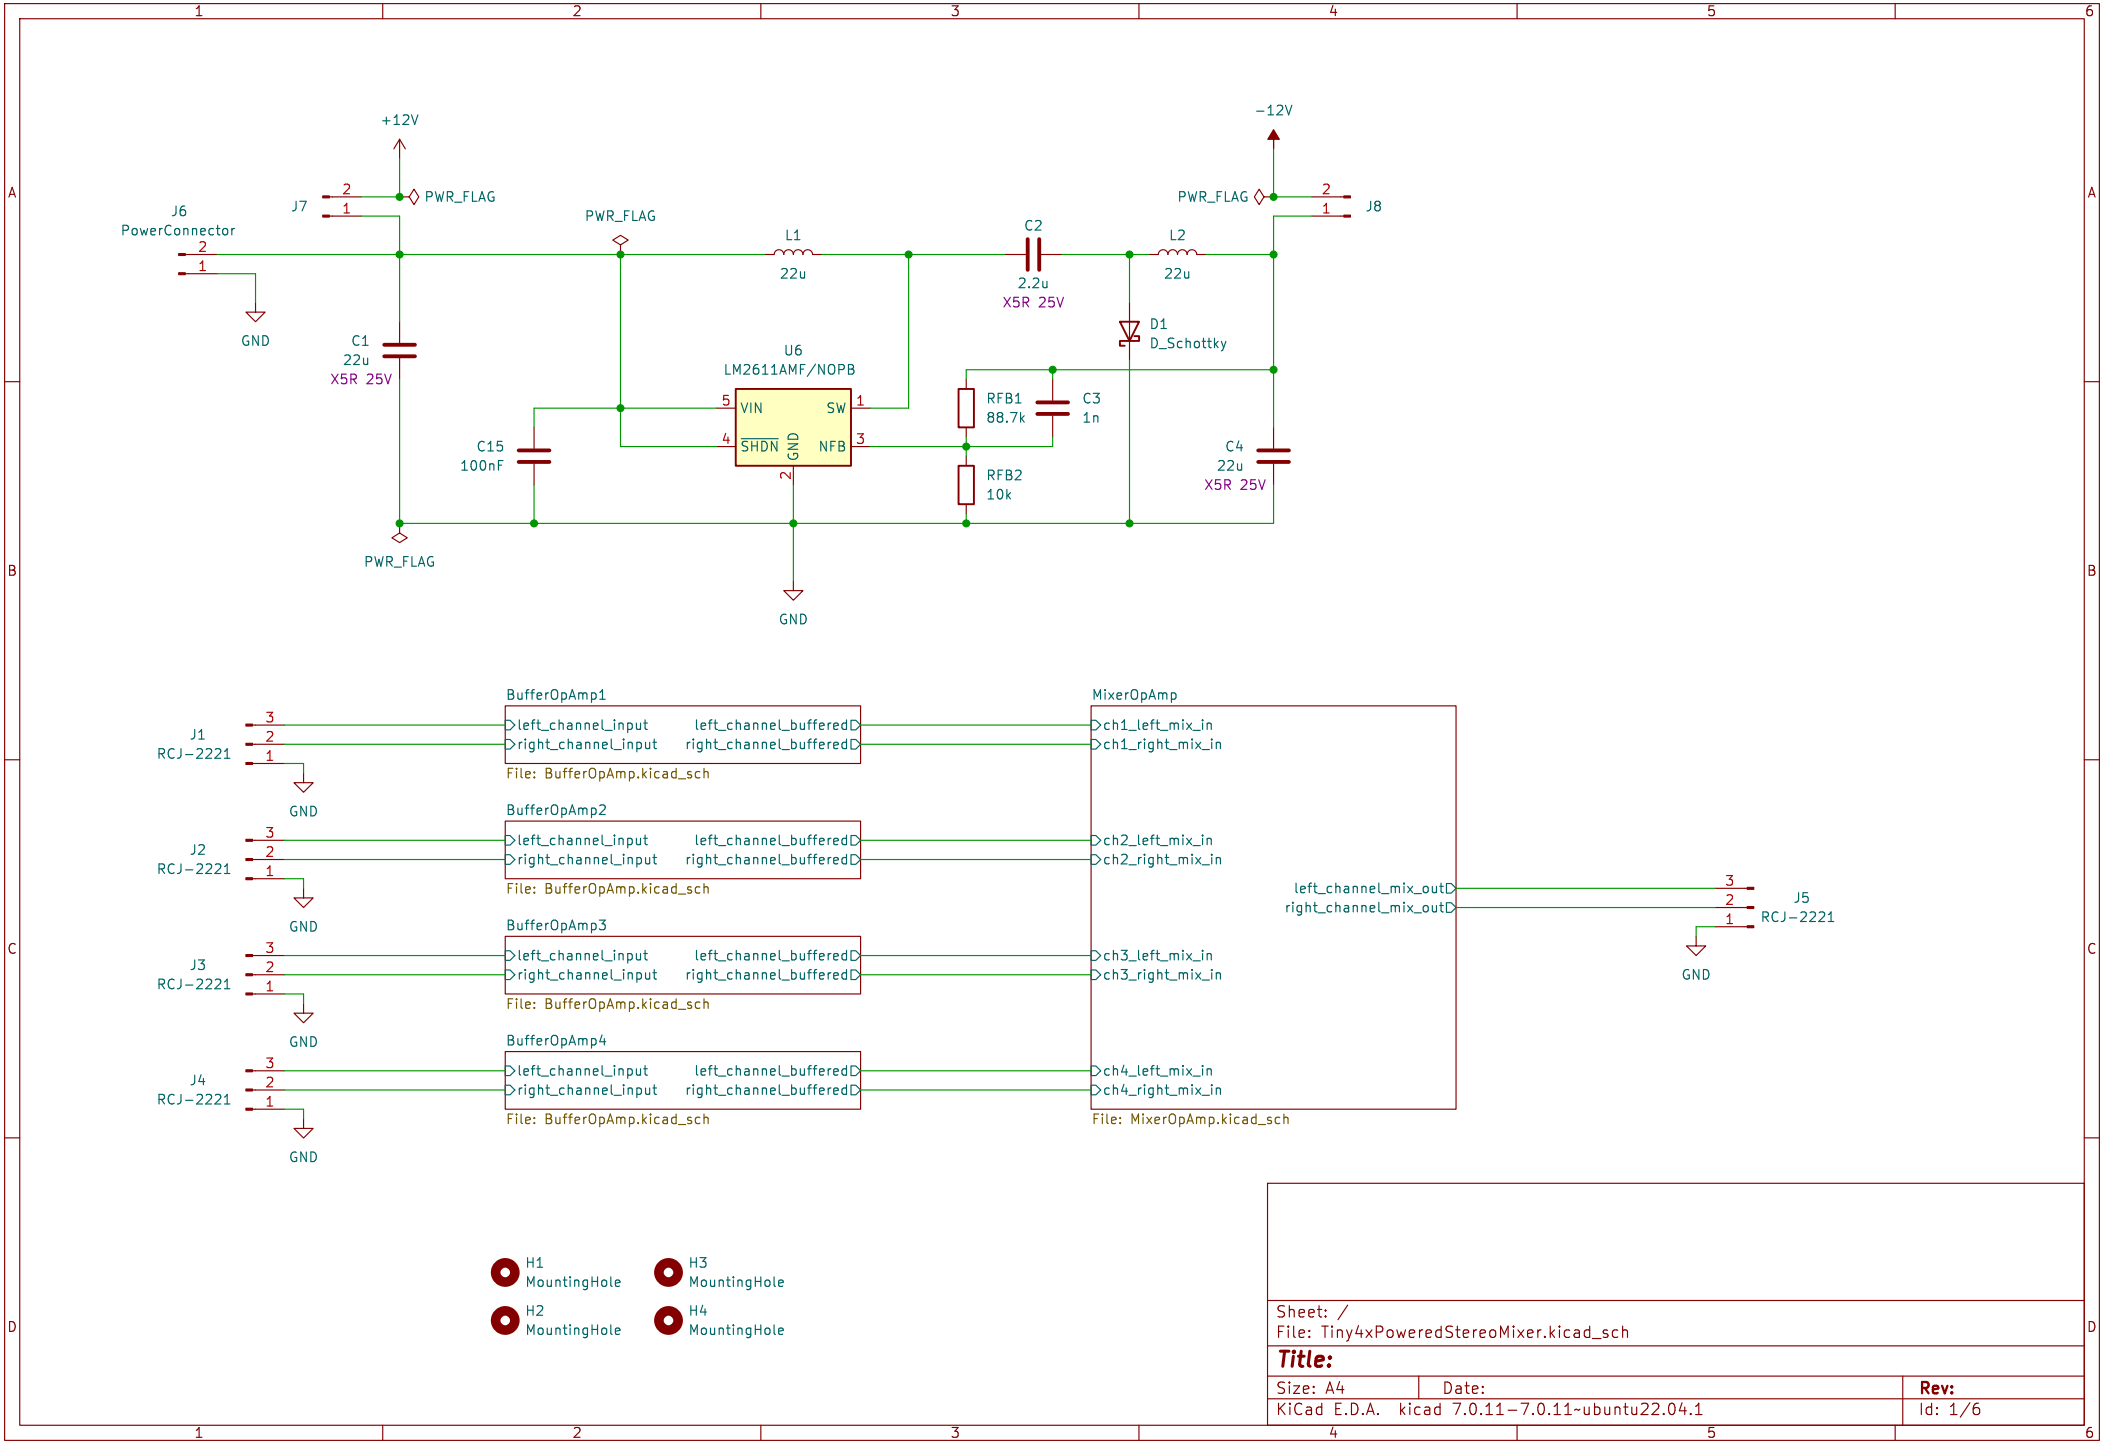 1 2 3 4 5 6
A
B
C
D
A
B
C
D
1 2 3 4 5 6
+12V
-12V
J7
2
1
PWR_FLAG
PWR_FLAG
PWR_FLAG
2
1
J8
J6
PowerConnector
2
1
GND
L1
22u
C2
2.2u
X5R 25V
L2
22u
C1
22u
X5R 25V
D1
D_Schottky
U6
LM2611AMF/NOPB
5 VIN
SW 1
4 SHDN
GND
NFB 3
2
RFB1
88.7k
C3
1n
C15
100nF
RFB2
10k
C4
22u
X5R 25V
PWR_FLAG
GND
BufferOpAmp1
J1
RCJ-2221
3
2
1
GND
left_channel_input
right_channel_input
left_channel_buffered
right_channel_buffered
File: BufferOpAmp.kicad_sch
BufferOpAmp2
J2
RCJ-2221
3
2
1
GND
left_channel_input
right_channel_input
left_channel_buffered
right_channel_buffered
File: BufferOpAmp.kicad_sch
BufferOpAmp3
J3
RCJ-2221
3
2
1
GND
left_channel_input
right_channel_input
left_channel_buffered
right_channel_buffered
File: BufferOpAmp.kicad_sch
BufferOpAmp4
J4
RCJ-2221
3
2
1
GND
left_channel_input
right_channel_input
left_channel_buffered
right_channel_buffered
File: BufferOpAmp.kicad_sch
MixerOpAmp
ch1_left_mix_in
ch1_right_mix_in
ch2_left_mix_in
ch2_right_mix_in
left_channel_mix_out
right_channel_mix_out
ch3_left_mix_in
ch3_right_mix_in
ch4_left_mix_in
ch4_right_mix_in
File: MixerOpAmp.kicad_sch
3
2
1
J5
RCJ-2221
GND
H1
MountingHole
H3
MountingHole
H2
MountingHole
H4
MountingHole
Sheet: /
File: Tiny4xPoweredStereoMixer.kicad_sch
Title:
Size: A4 Date: Rev:
KiCad E.D.A. kicad 7.0.11-7.0.11~ubuntu22.04.1 Id: 1/6